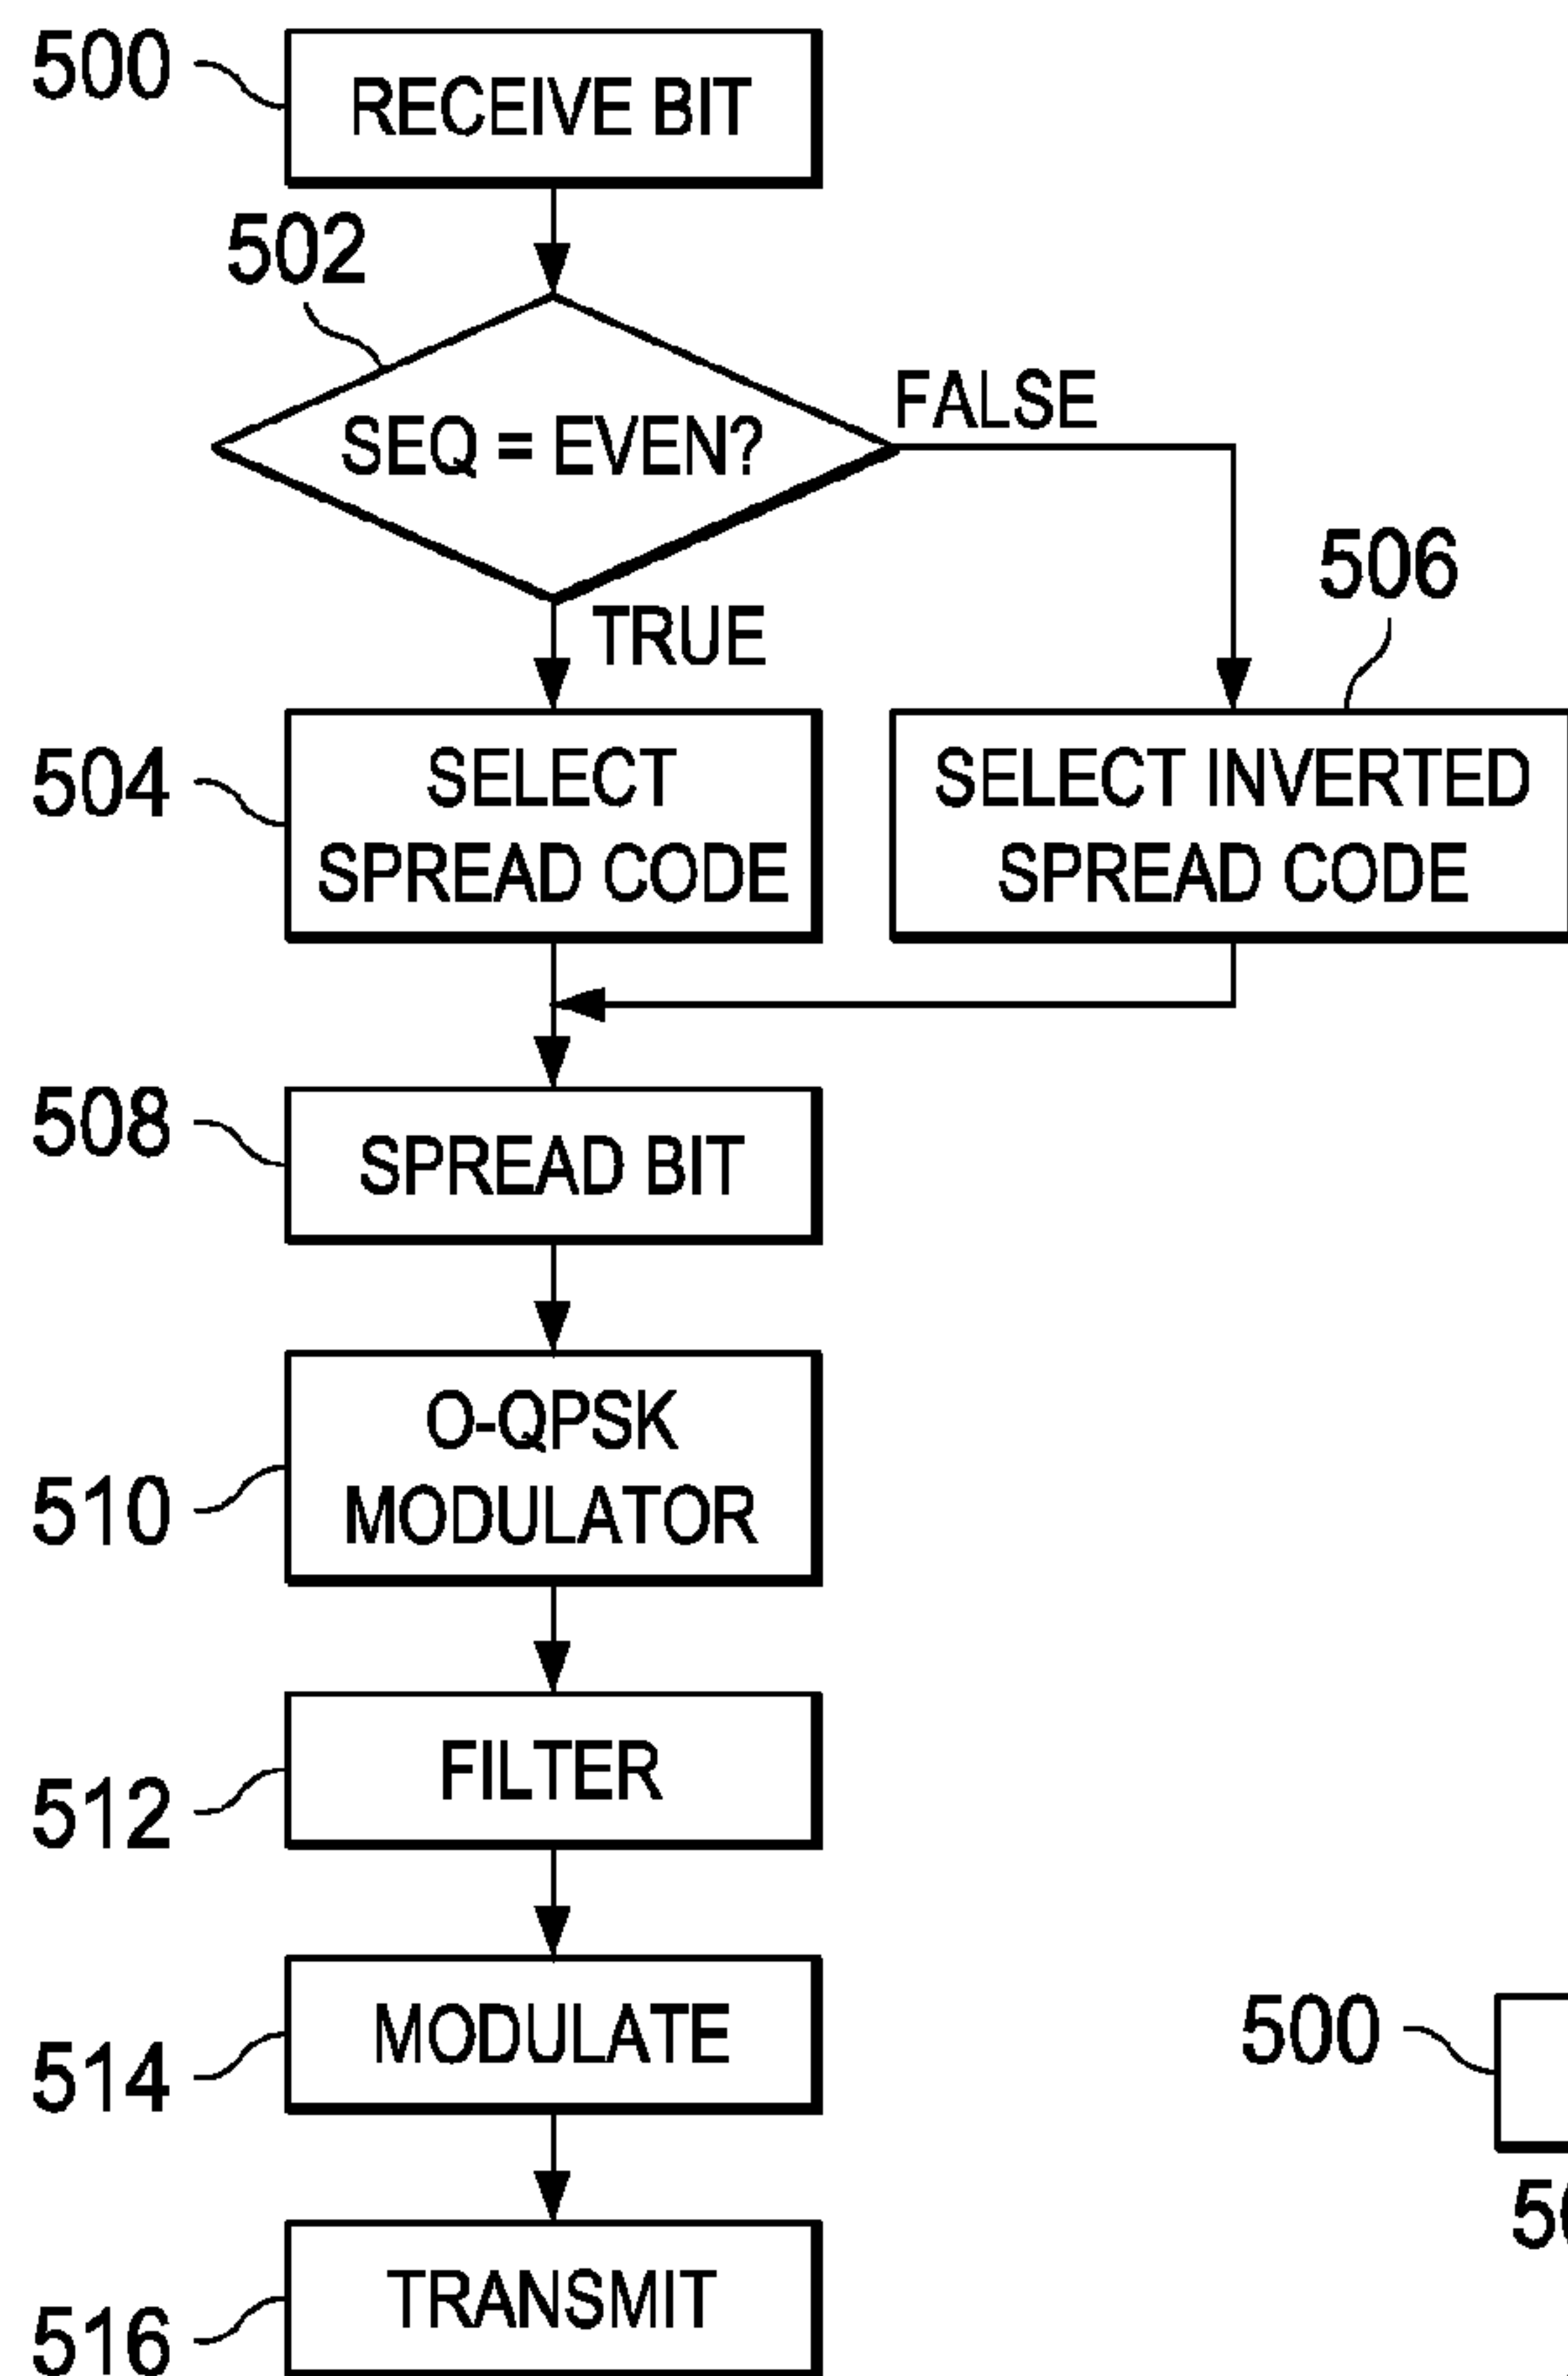 500
RECEIVE BIT
502
SEQ = EVEN?
FALSE
TRUE
506
504
SELECT
SPREAD CODE
SELECT INVERTED
SPREAD CODE
508
SPREAD BIT
510
O-QPSK
MODULATOR
512
FILTER
514
MODULATE
500
516
TRANSMIT